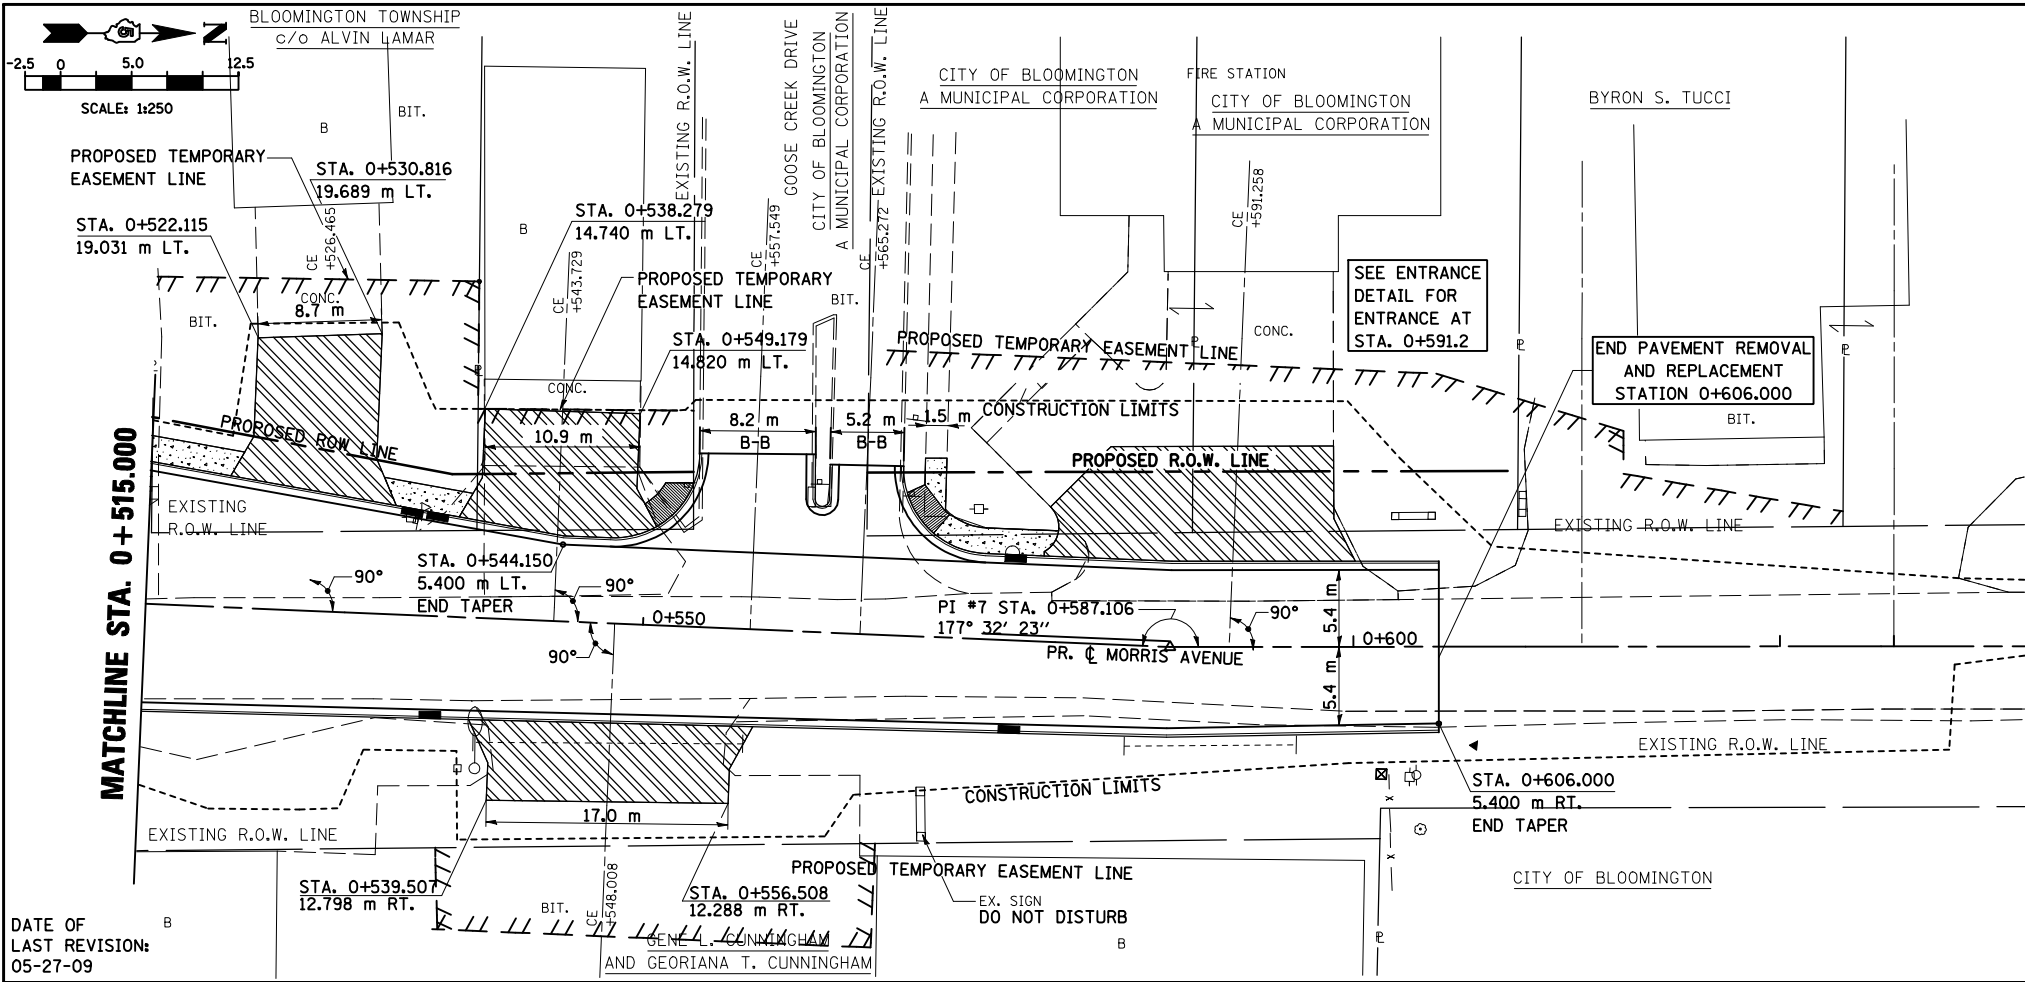 BLOOMINGTON TOWNSHIP
c/o ALVIN LAMAR
N
-2.5 0 5.0 12.5
SCALE: 1:250
B
BIT.
PROPOSED TEMPORARY
EASEMENT LINE
STA. 0+530.816
19.689 m LT.
STA. 0+522.115
19.031 m LT.
CE
+526.465
CONC.
8.7 m
BIT.
EXISTING R.O.W. LINE
GOOSE CREEK DRIVE
CITY OF BLOOMINGTON
A MUNICIPAL CORPORATION
EXISTING R.O.W. LINE
B
STA. 0+538.279
14.740 m LT.
CE
+543.729
PROPOSED TEMPORARY
EASEMENT LINE
STA. 0+549.179
14.820 m LT.
CE
+557.549
CE
+565.272
BIT.
CITY OF BLOOMINGTON
A MUNICIPAL CORPORATION
FIRE STATION
CITY OF BLOOMINGTON
A MUNICIPAL CORPORATION
BYRON S. TUCCI
CE
+591.258
SEE ENTRANCE
DETAIL FOR
ENTRANCE AT
STA. 0+591.2
END PAVEMENT REMOVAL
AND REPLACEMENT
STATION 0+606.000
BIT.
PROPOSED TEMPORARY EASEMENT LINE
CONC.
PL
PL
PL
PL
CONC.
10.9 m
8.2 m
B-B
5.2 m
B-B
1.5 m
CONSTRUCTION LIMITS
PROPOSED ROW LINE
PROPOSED R.O.W. LINE
EXISTING
R.O.W. LINE
EXISTING R.O.W. LINE
MATCHLINE STA. 0+515.000
STA. 0+544.150
5.400 m LT.
END TAPER
90°
90°
90°
0+550
PI #7 STA. 0+587.106
177° 32' 23''
90°
PR. CL MORRIS AVENUE
5.4 m
5.4 m
0+600
EXISTING R.O.W. LINE
STA. 0+606.000
5.400 m RT.
END TAPER
CONSTRUCTION LIMITS
17.0 m
EXISTING R.O.W. LINE
STA. 0+539.507
12.798 m RT.
STA. 0+556.508
12.288 m RT.
PROPOSED TEMPORARY EASEMENT LINE
EX. SIGN
DO NOT DISTURB
BIT.
CE
+548.008
GENE L. CUNNINGHAM
AND GEORIANA T. CUNNINGHAM
B
PL
x
x
CITY OF BLOOMINGTON
B
DATE OF
LAST REVISION:
05-27-09